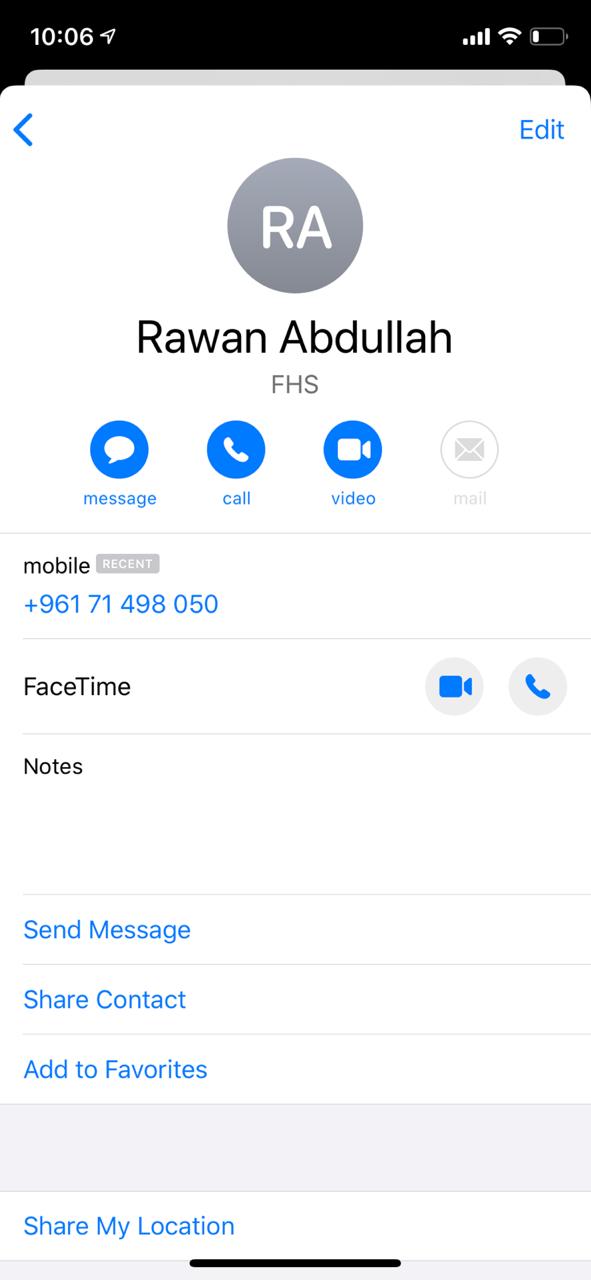 10:06
Edit
RA
Rawan Abdullah
FHS
message call video mail
mobile RECENT
+961 71 498 050
FaceTime
Notes
Send Message
Share Contact
Add to Favorites
Share My Location